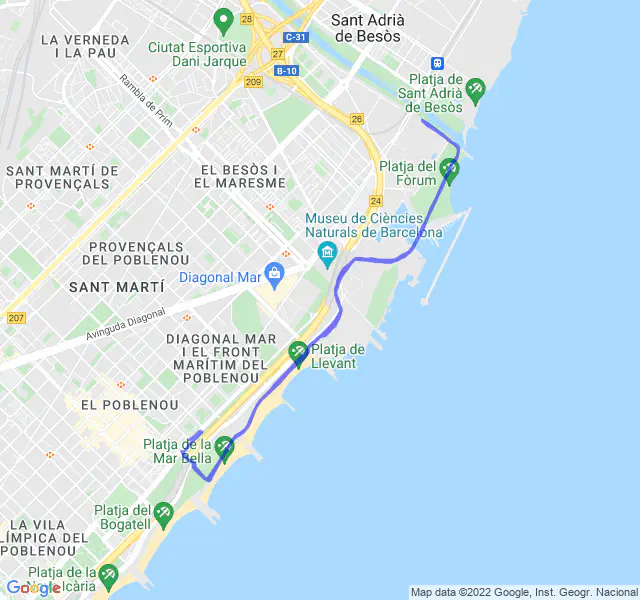 Sant Adrià
de Besòs
LA VERNEDA
I LA PAU
28
C-31
Ciutat Esportiva
Dani Jarque
27
B-10
209
Rambla de Prim
Platja de
Sant Adrià
de Besòs
26
SANT MARTÍ DE
PROVENÇALS
EL BESÒS I
EL MARESME
Platja del
Fòrum
24
Museu de Ciències
Naturals de Barcelona
PROVENÇALS
DEL POBLENOU
Diagonal Mar
SANT MARTÍ
207
Avinguda Diagonal
DIAGONAL MAR
I EL FRONT
MARÍTIM DEL
POBLENOU
Platja de
Llevant
EL POBLENOU
Platja de la
Mar Bella
Platja del
Bogatell
LA VILA
OLÍMPICA DEL
POBLENOU
Platja de la
Nova Icària
Google
Map data ©2022 Google, Inst. Geogr. Nacional